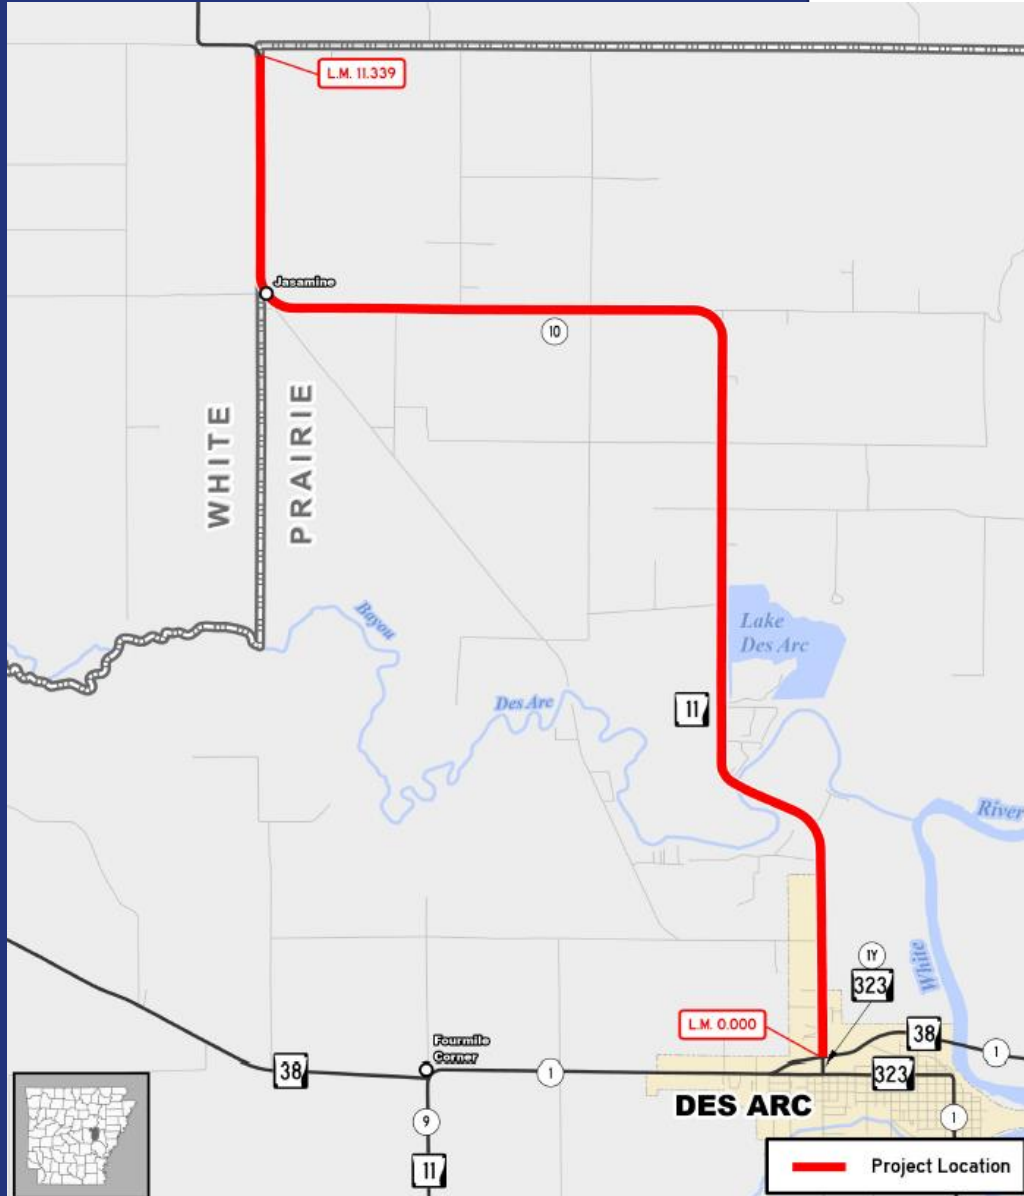 L.M. 11.339
Jasamine
10
WHITE
PRAIRIE
Bayou
Lake
Des Arc
Des Arc
11
River
White
1Y
323
L.M. 0.000
38
1
Fourmile
Corner
38
1
323
DES ARC
9
1
11
Project Location